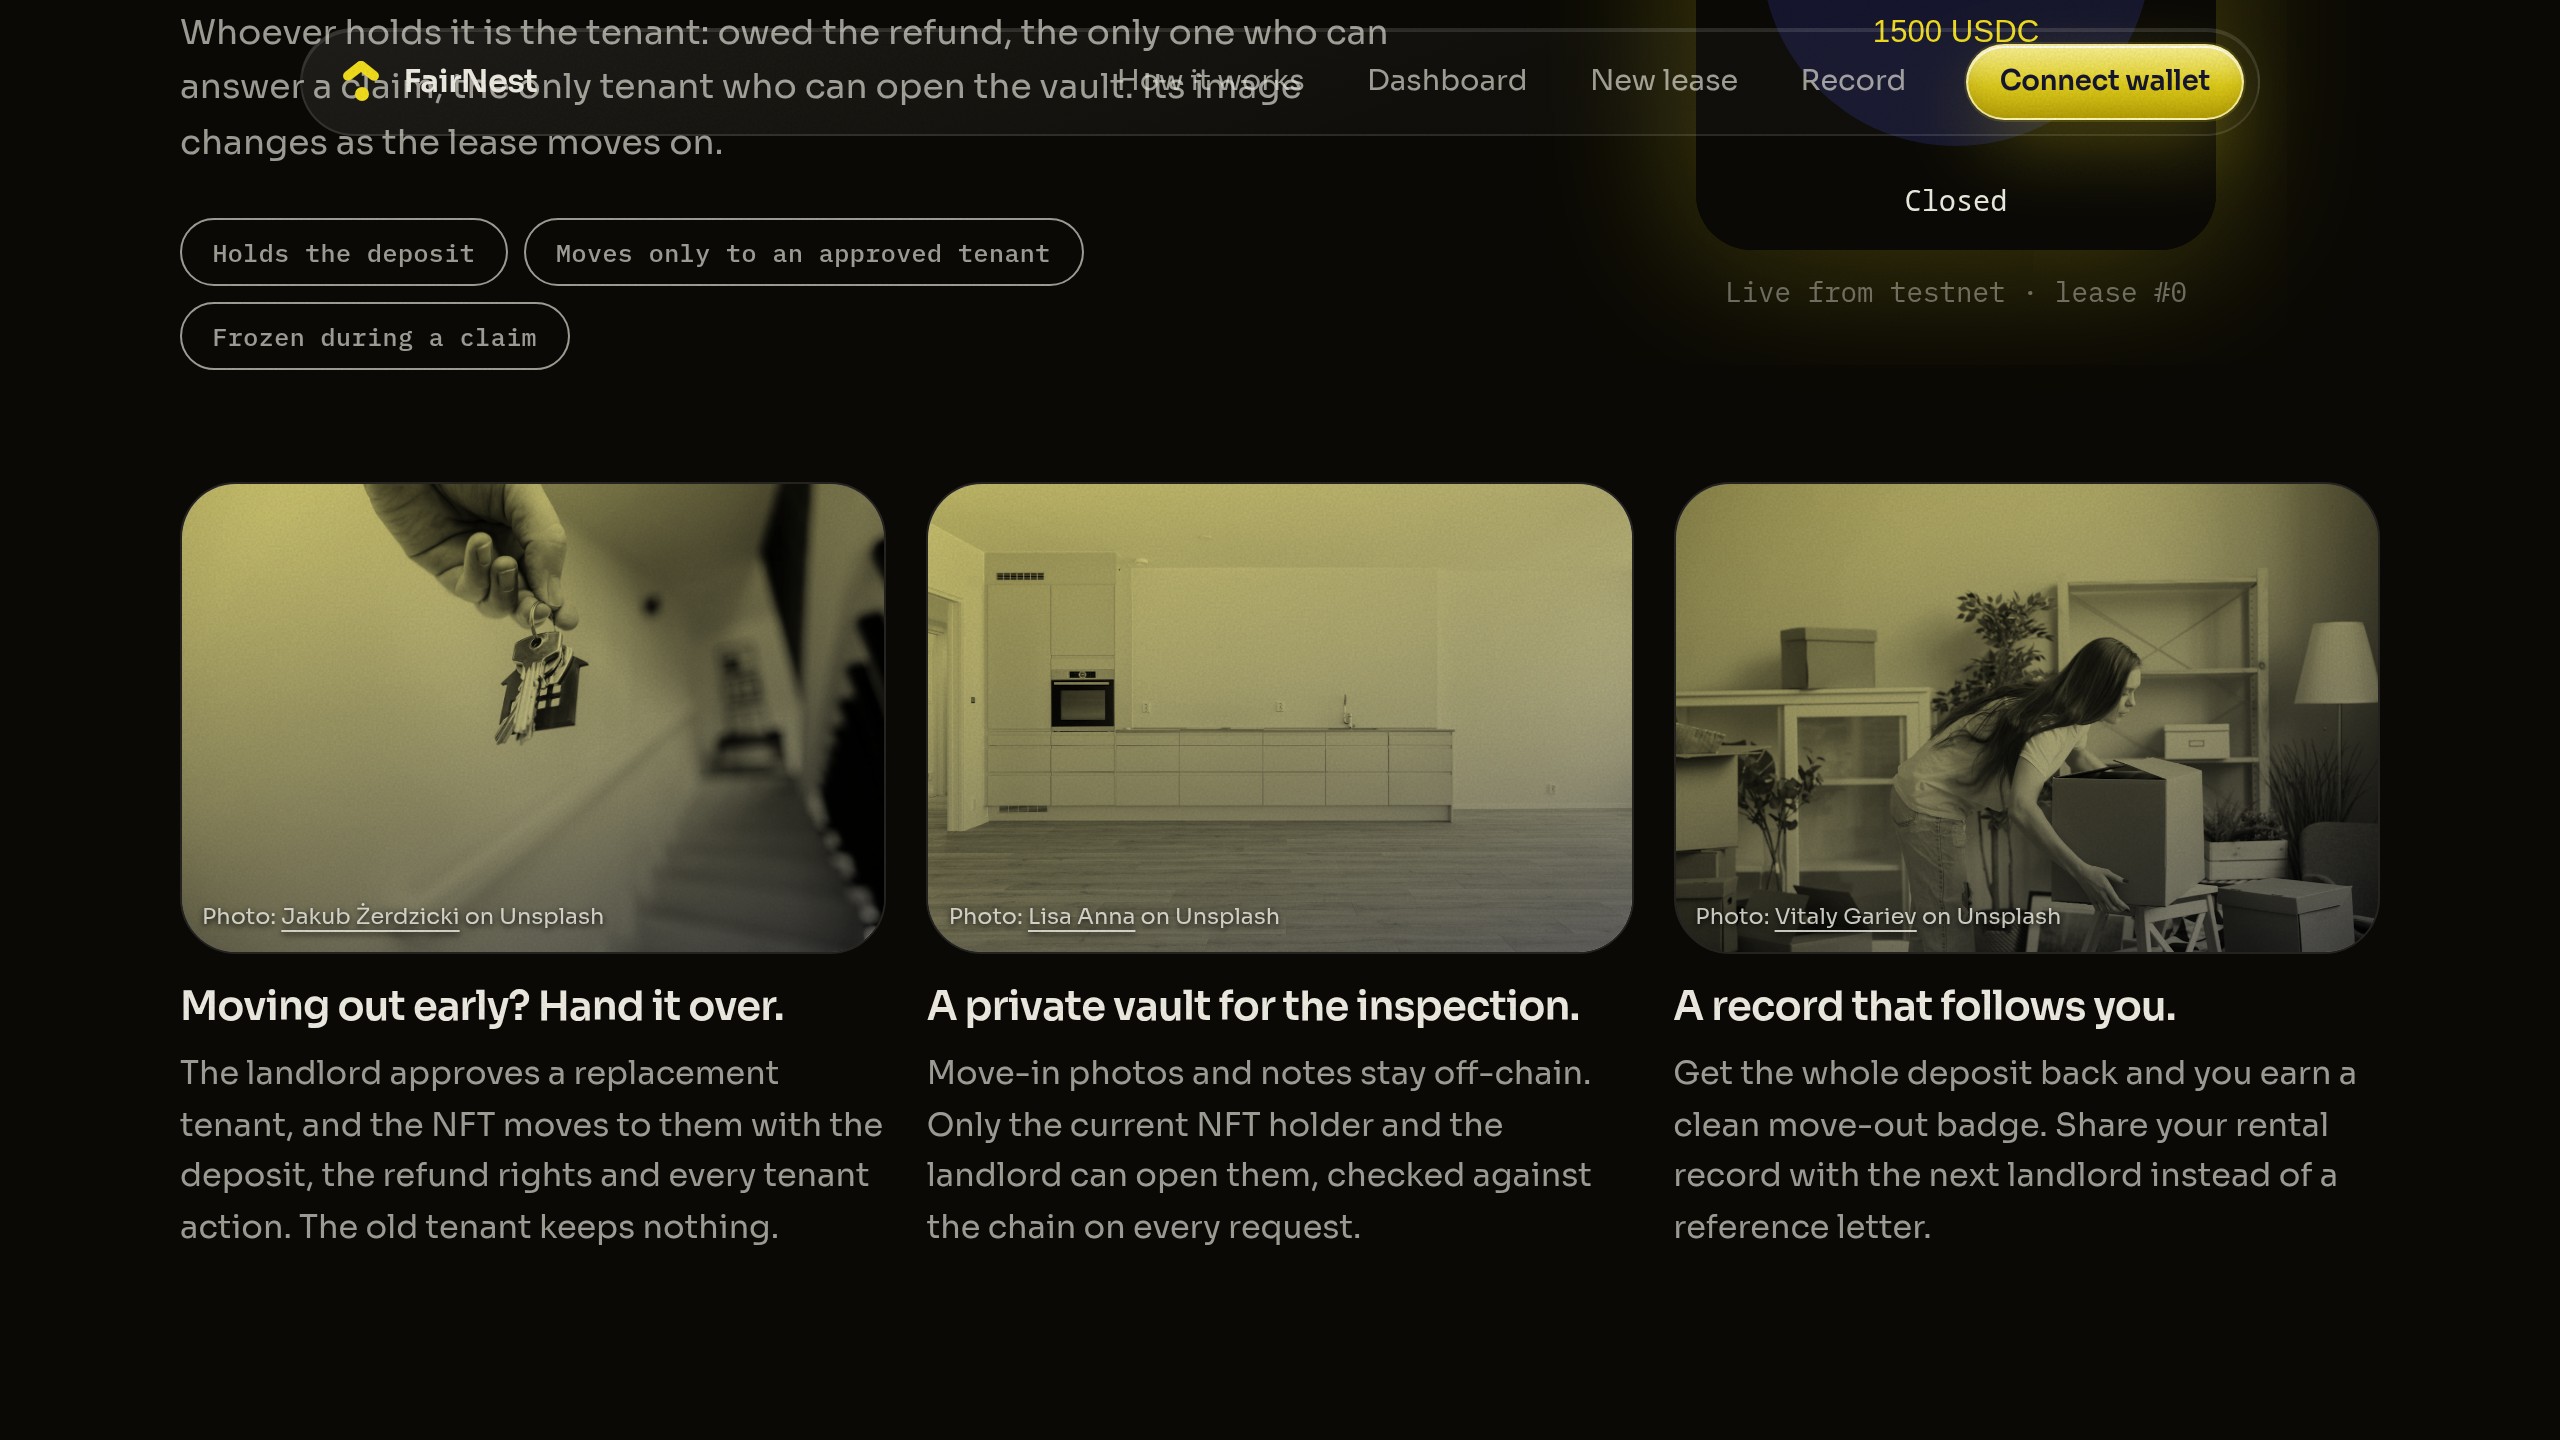 Whoever holds it is the tenant: owed the refund, the only one who can
answer a claim, the only tenant who can open the vault. Its image
changes as the lease moves on.
FairNest
How it works
Dashboard
New lease
Record
Connect wallet
1500 USDC
Closed
Live from testnet · lease #0
Holds the deposit
Moves only to an approved tenant
Frozen during a claim
Photo: Jakub Żerdzicki on Unsplash
Moving out early? Hand it over.
The landlord approves a replacement
tenant, and the NFT moves to them with the
deposit, the refund rights and every tenant
action. The old tenant keeps nothing.
Photo: Lisa Anna on Unsplash
A private vault for the inspection.
Move-in photos and notes stay off-chain.
Only the current NFT holder and the
landlord can open them, checked against
the chain on every request.
Photo: Vitaly Gariev on Unsplash
A record that follows you.
Get the whole deposit back and you earn a
clean move-out badge. Share your rental
record with the next landlord instead of a
reference letter.